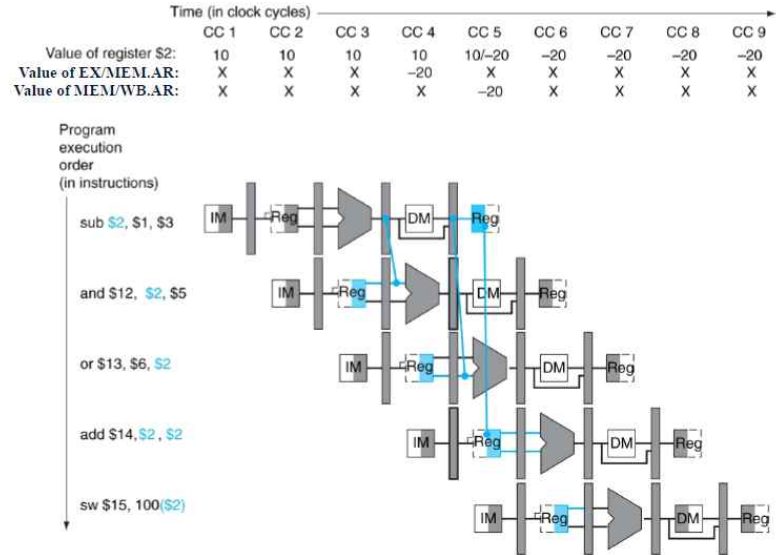 Time (in clock cycles)
CC 1 CC 2 CC 3 CC 4 CC 5 CC 6 CC 7 CC 8 CC 9
Value of register $2: 10 10 10 10 10/–20 –20 –20 –20 –20
Value of EX/MEM.AR: X X X –20 X X X X X
Value of MEM/WB.AR: X X X X –20 X X X X
Program
execution
order
(in instructions)
sub $2, $1, $3
IM Reg DM Reg
and $12, $2, $5
IM Reg DM Reg
or $13, $6, $2
IM Reg DM Reg
add $14, $2, $2
IM Reg DM Reg
sw $15, 100($2)
IM Reg DM Reg